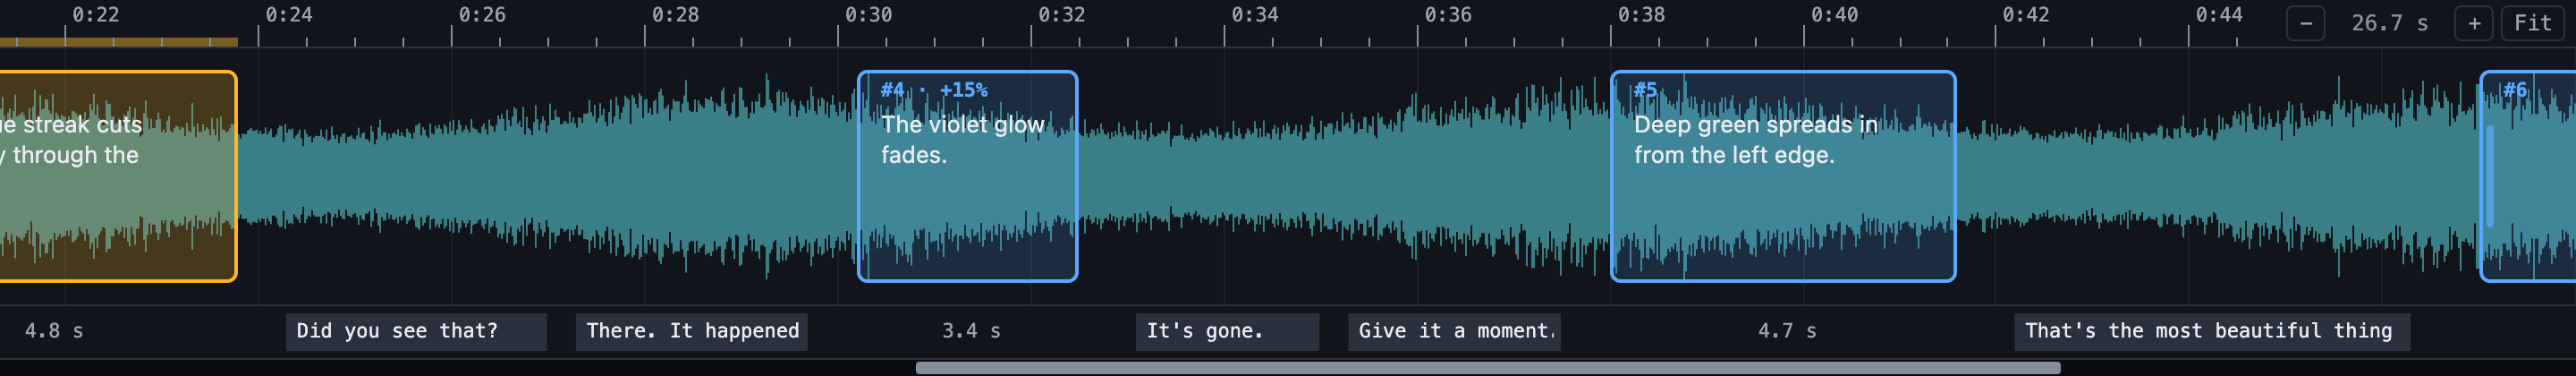 0:22 0:24 0:26 0:28 0:30 0:32 0:34 0:36 0:38 0:40 0:42 0:44 − 26.7 s + Fit
streak cuts
through the
#4 · +15%
The violet glow
fades.
#5
Deep green spreads in
from the left edge.
#6
4.8 s Did you see that? There. It happened 3.4 s It's gone. Give it a moment. 4.7 s That's the most beautiful thing